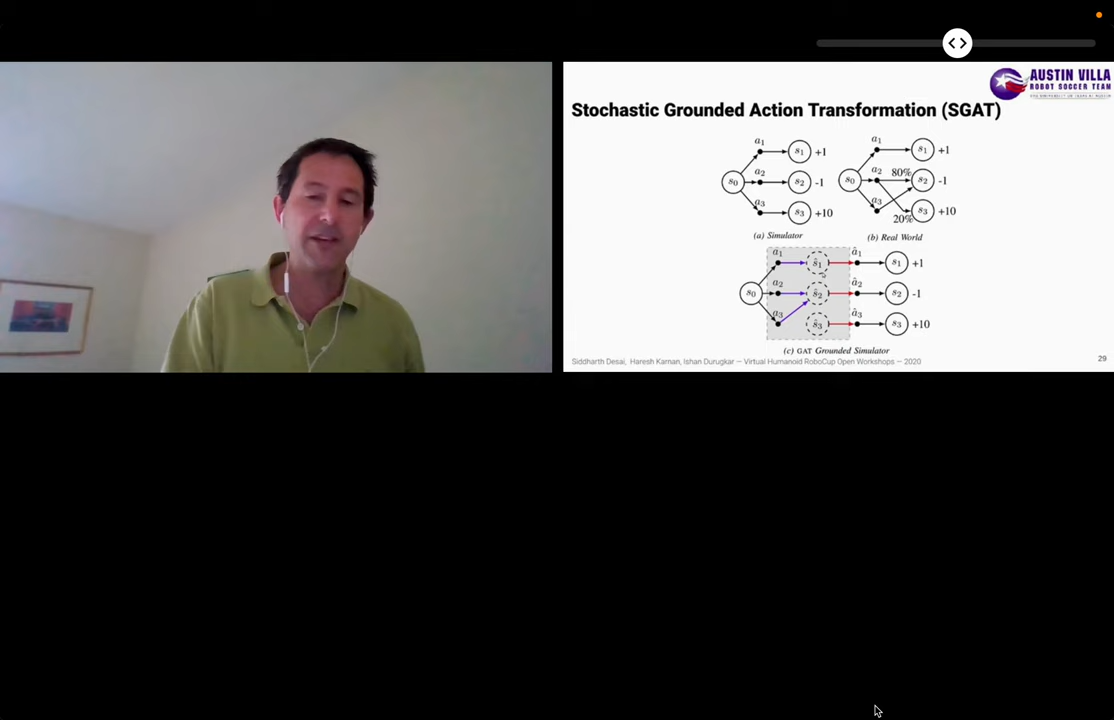 AUSTIN VILLA
ROBOT SOCCER TEAM
Stochastic Grounded Action Transformation (SGAT)
s0 a1 s1 +1
a2 s2 -1
a3 s3 +10
(a) Simulator
s0 a1 s1 +1
a2 80% s2 -1
a3 20% s3 +10
(b) Real World
s0 a1 ŝ1 â1 s1 +1
a2 ŝ2 â2 s2 -1
a3 ŝ3 â3 s3 +10
(c) GAT Grounded Simulator
Siddharth Desai, Haresh Karnan, Ishan Durugkar — Virtual Humanoid RoboCup Open Workshops — 2020
29